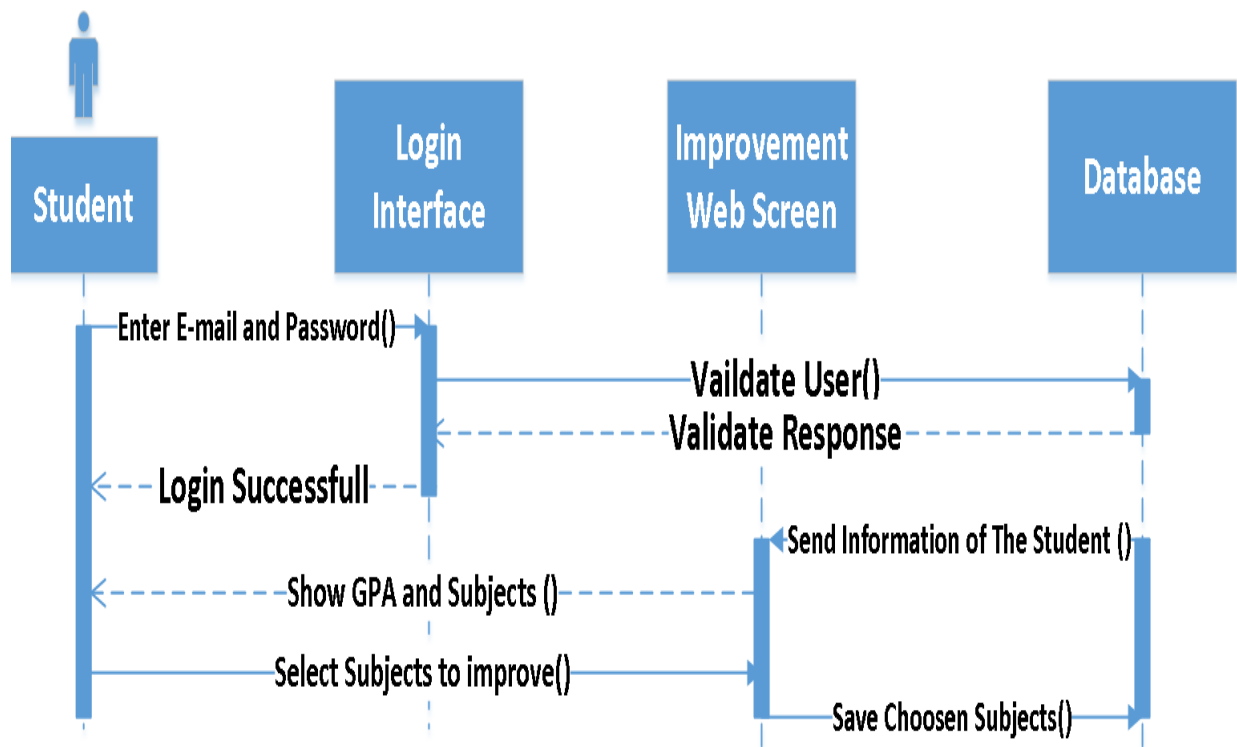 Student
Login
Interface
Improvement
Web Screen
Database
Enter E-mail and Password()
Vaildate User()
Validate Response
Login Successfull
Send Information of The Student ()
Show GPA and Subjects ()
Select Subjects to improve()
Save Choosen Subjects()